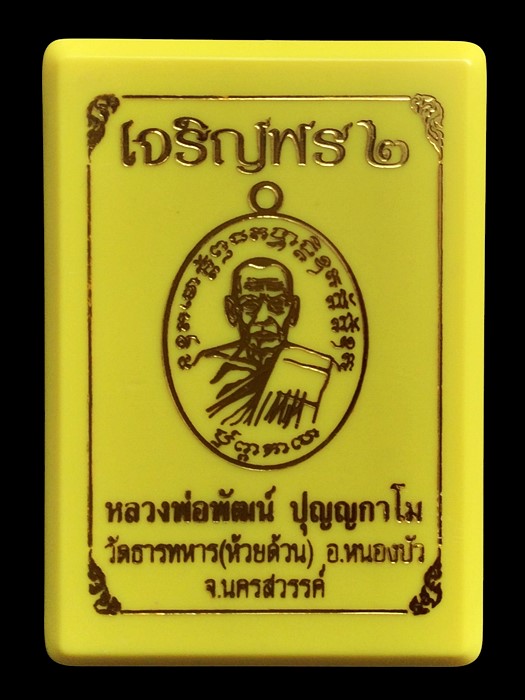 เจริญพร ๒
หลวงพ่อพัฒน์ ปุญญกาโม
วัดธารทหาร(ห้วยด้วน) อ.หนองบัว
จ.นครสวรรค์